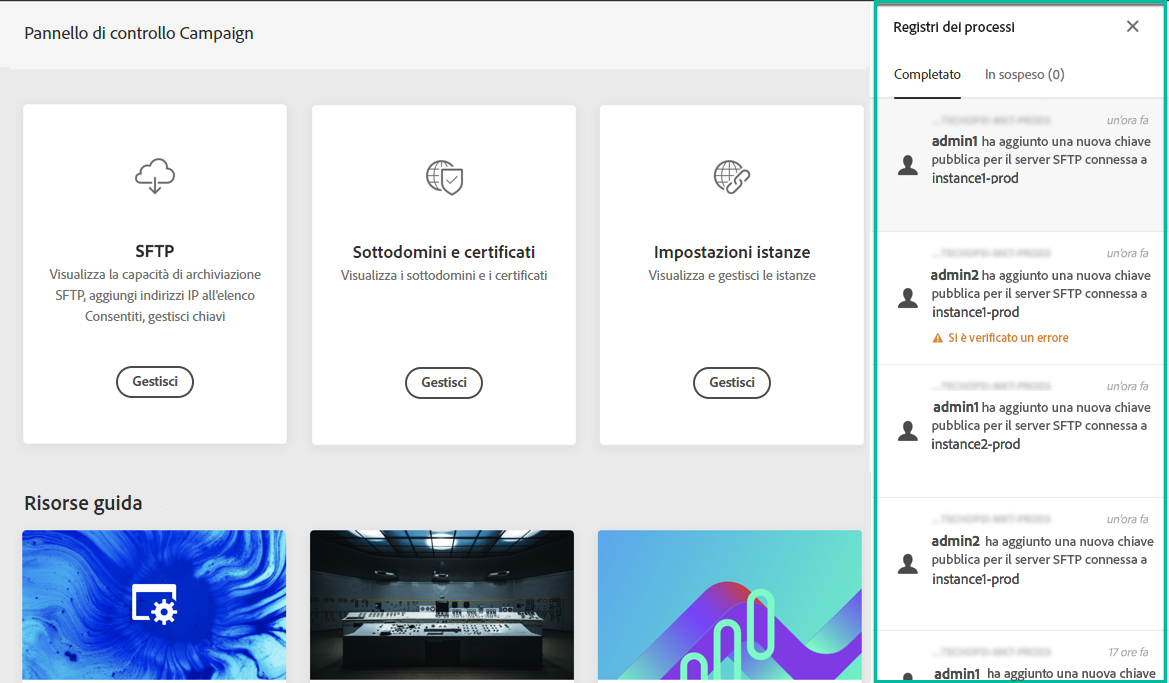 Pannello di controllo Campaign
SFTP
Visualizza la capacità di archiviazione
SFTP, aggiungi indirizzi IP all'elenco
Consentiti, gestisci chiavi
Gestisci
Sottodomini e certificati
Visualizza i sottodomini e i certificati
Gestisci
Impostazioni istanze
Visualizza e gestisci le istanze
Gestisci
Risorse guida
Registri dei processi
Completato
In sospeso (0)
un'ora fa
admin1 ha aggiunto una nuova chiave
pubblica per il server SFTP connessa a
instance1-prod
un'ora fa
admin2 ha aggiunto una nuova chiave
pubblica per il server SFTP connessa a
instance1-prod
Si è verificato un errore
un'ora fa
admin1 ha aggiunto una nuova chiave
pubblica per il server SFTP connessa a
instance2-prod
un'ora fa
admin2 ha aggiunto una nuova chiave
pubblica per il server SFTP connessa a
instance1-prod
17 ore fa
admin1 ha aggiunto una nuova chiave